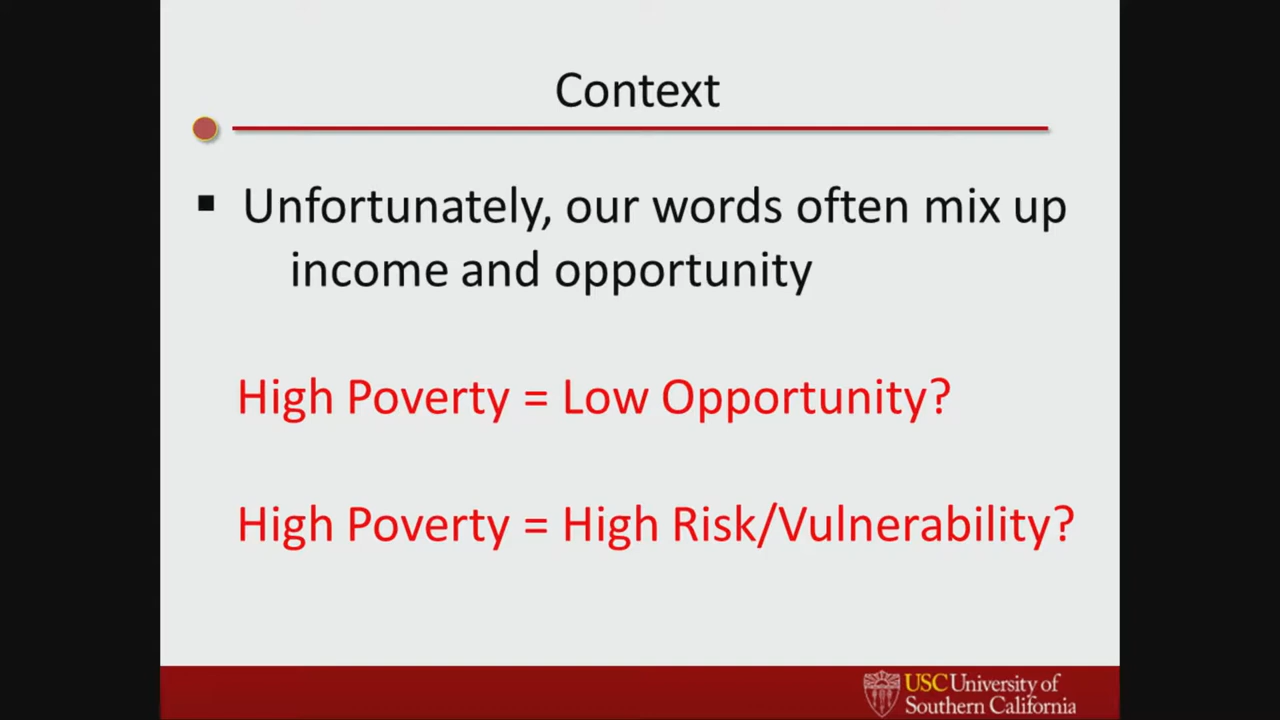 Context
▪ Unfortunately, our words often mix up
income and opportunity
High Poverty = Low Opportunity?
High Poverty = High Risk/Vulnerability?
USC University of
Southern California